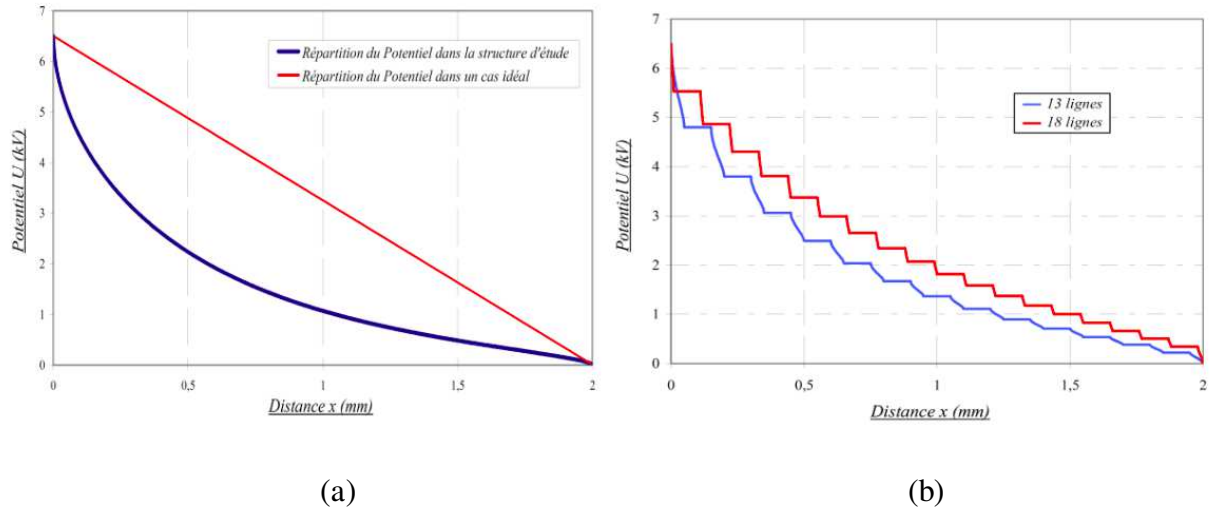 7
6
5
4
3
2
1
0
Potentiel U (kV)
Répartition du Potentiel dans la structure d'étude
Répartition du Potentiel dans un cas idéal
0
0,5
1
1,5
2
Distance x (mm)
(a)
7
6
5
4
3
2
1
0
Potentiel U (kV)
13 lignes
18 lignes
0
0,5
1
1,5
2
Distance x (mm)
(b)